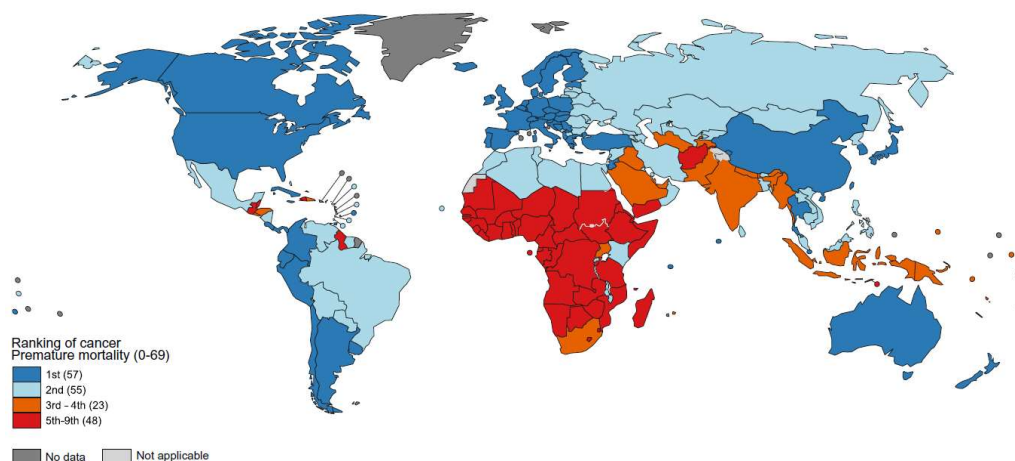 Ranking of cancer
Premature mortality (0-69)
1st (57)
2nd (55)
3rd – 4th (23)
5th-9th (48)
No data
Not applicable